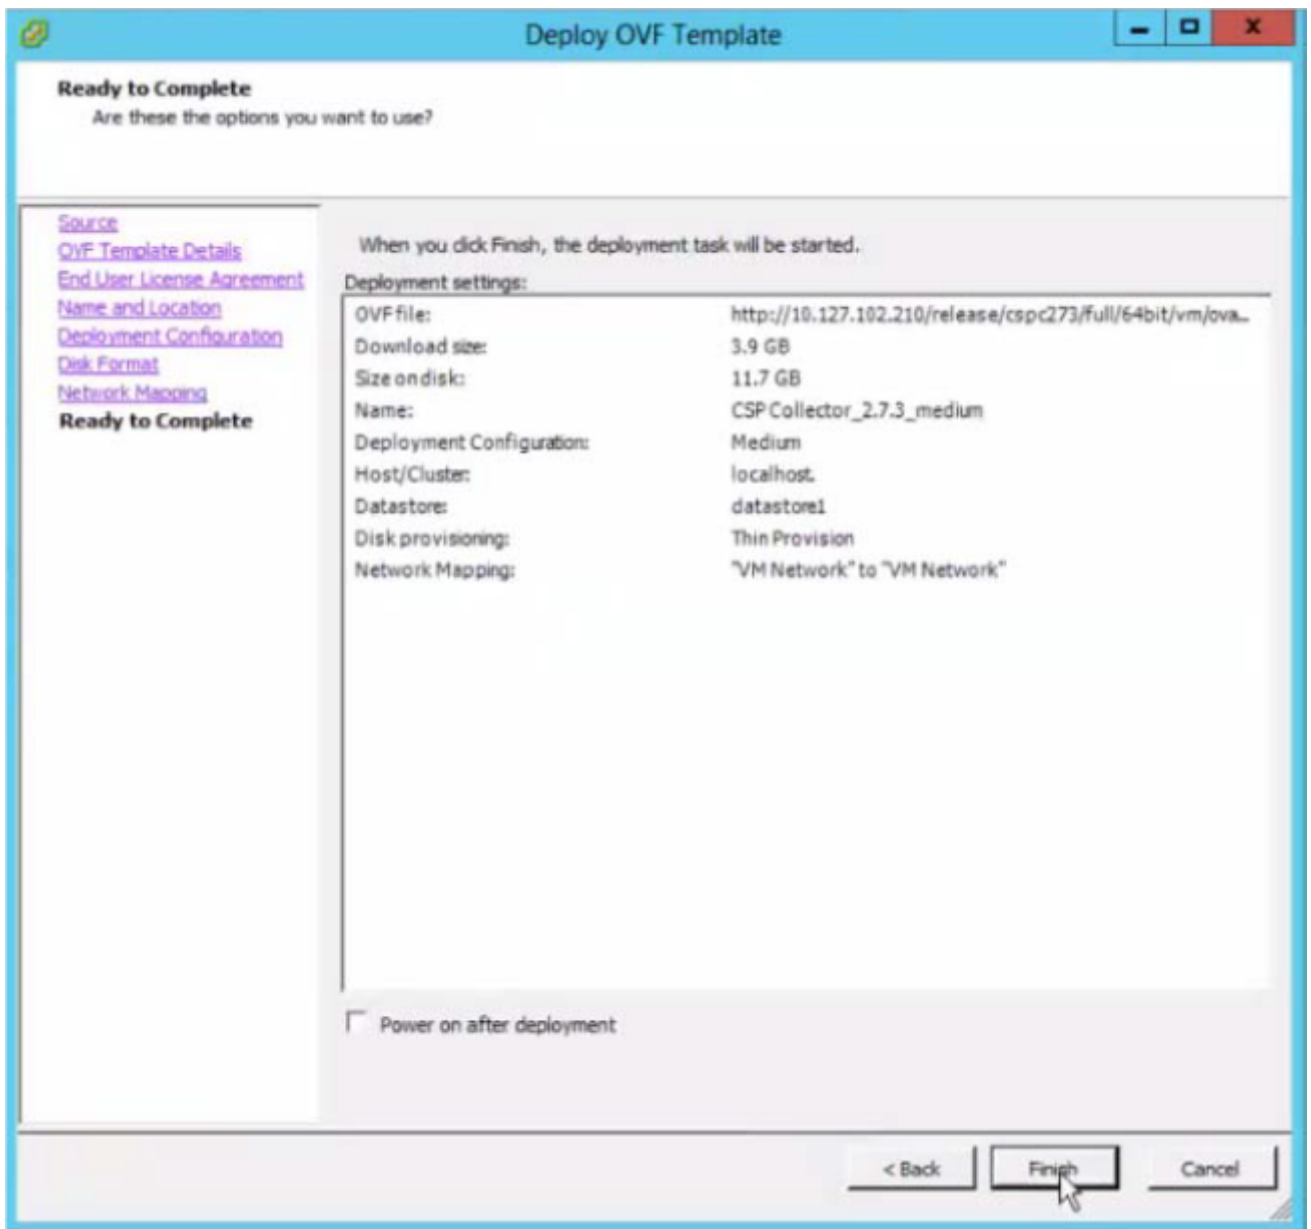 Deploy OVF Template
Ready to Complete
Are these the options you want to use?
Source
OVF Template Details
End User License Agreement
Name and Location
Deployment Configuration
Disk Format
Network Mapping
Ready to Complete
When you click Finish, the deployment task will be started.
Deployment settings:
OVF file: http://10.127.102.210/release/cspc273/full/64bit/vm/ova...
Download size: 3.9 GB
Size on disk: 11.7 GB
Name: CSP Collector_2.7.3_medium
Deployment Configuration: Medium
Host/Cluster: localhost.
Datastore: datastore1
Disk provisioning: Thin Provision
Network Mapping: "VM Network" to "VM Network"
Power on after deployment
< Back Finish Cancel